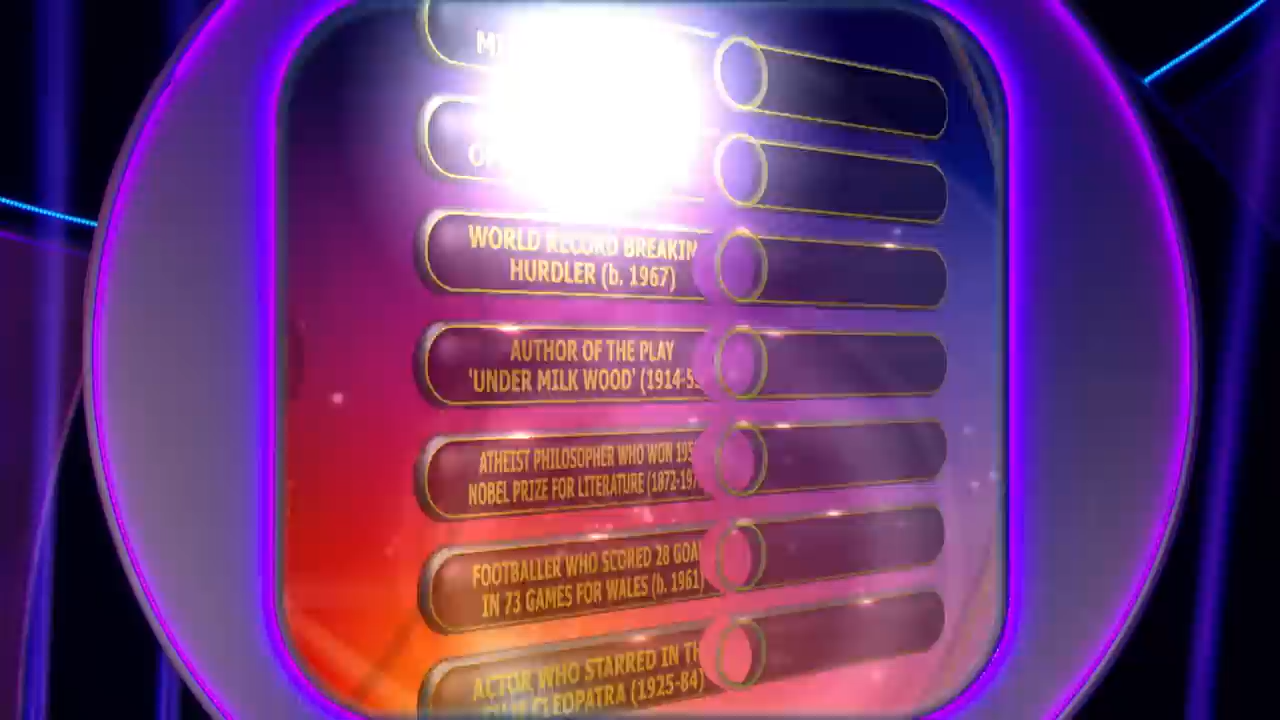 WORLD RECORD BREAKIN
HURDLER (b. 1967)
AUTHOR OF THE PLAY
'UNDER MILK WOOD' (1914-5
ATHEIST PHILOSOPHER WHO WON 195
NOBEL PRIZE FOR LITERATURE (1872-197
FOOTBALLER WHO SCORED 28 GOA
IN 73 GAMES FOR WALES (b. 1961)
ACTOR WHO STARRED IN TH
CLEOPATRA (1925-84)